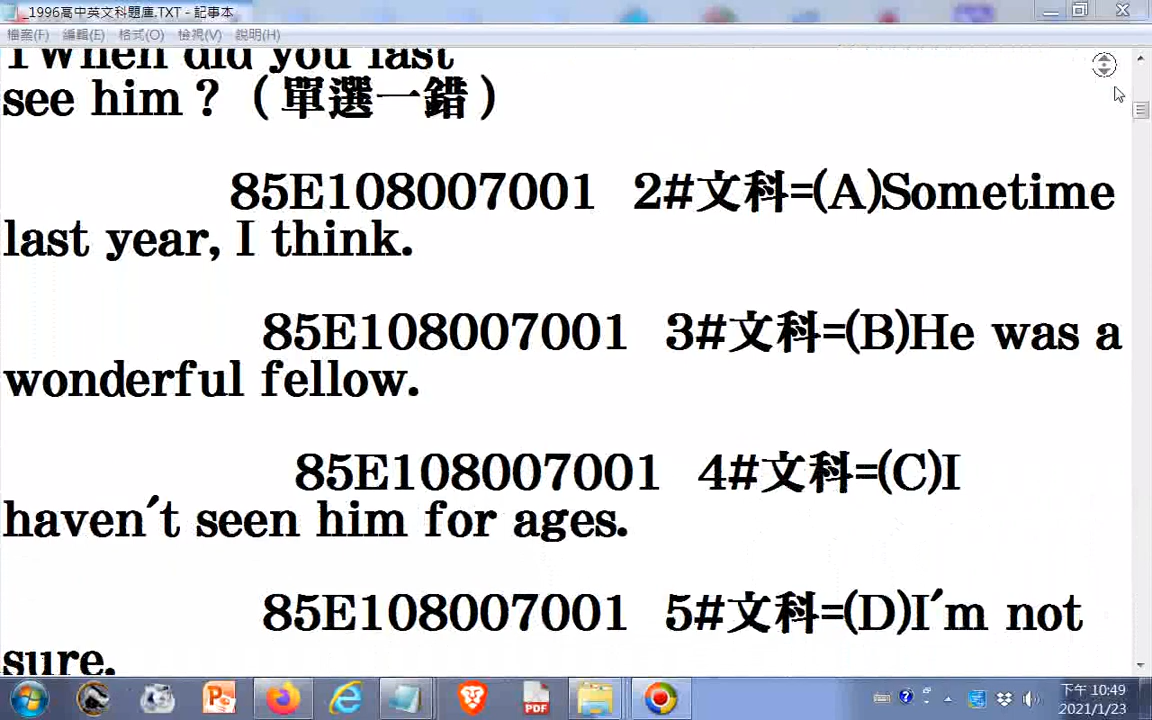 _1996高中英文科題庫.TXT - 記事本
檔案(F) 編輯(E) 格式(O) 檢視(V) 說明(H)
1When did you last
see him？（單選一錯）
85E108007001 2#文科=(A)Sometime
last year, I think.
85E108007001 3#文科=(B)He was a
wonderful fellow.
85E108007001 4#文科=(C)I
haven't seen him for ages.
85E108007001 5#文科=(D)I'm not
sure.
PDF
下午 10:49
2021/1/23